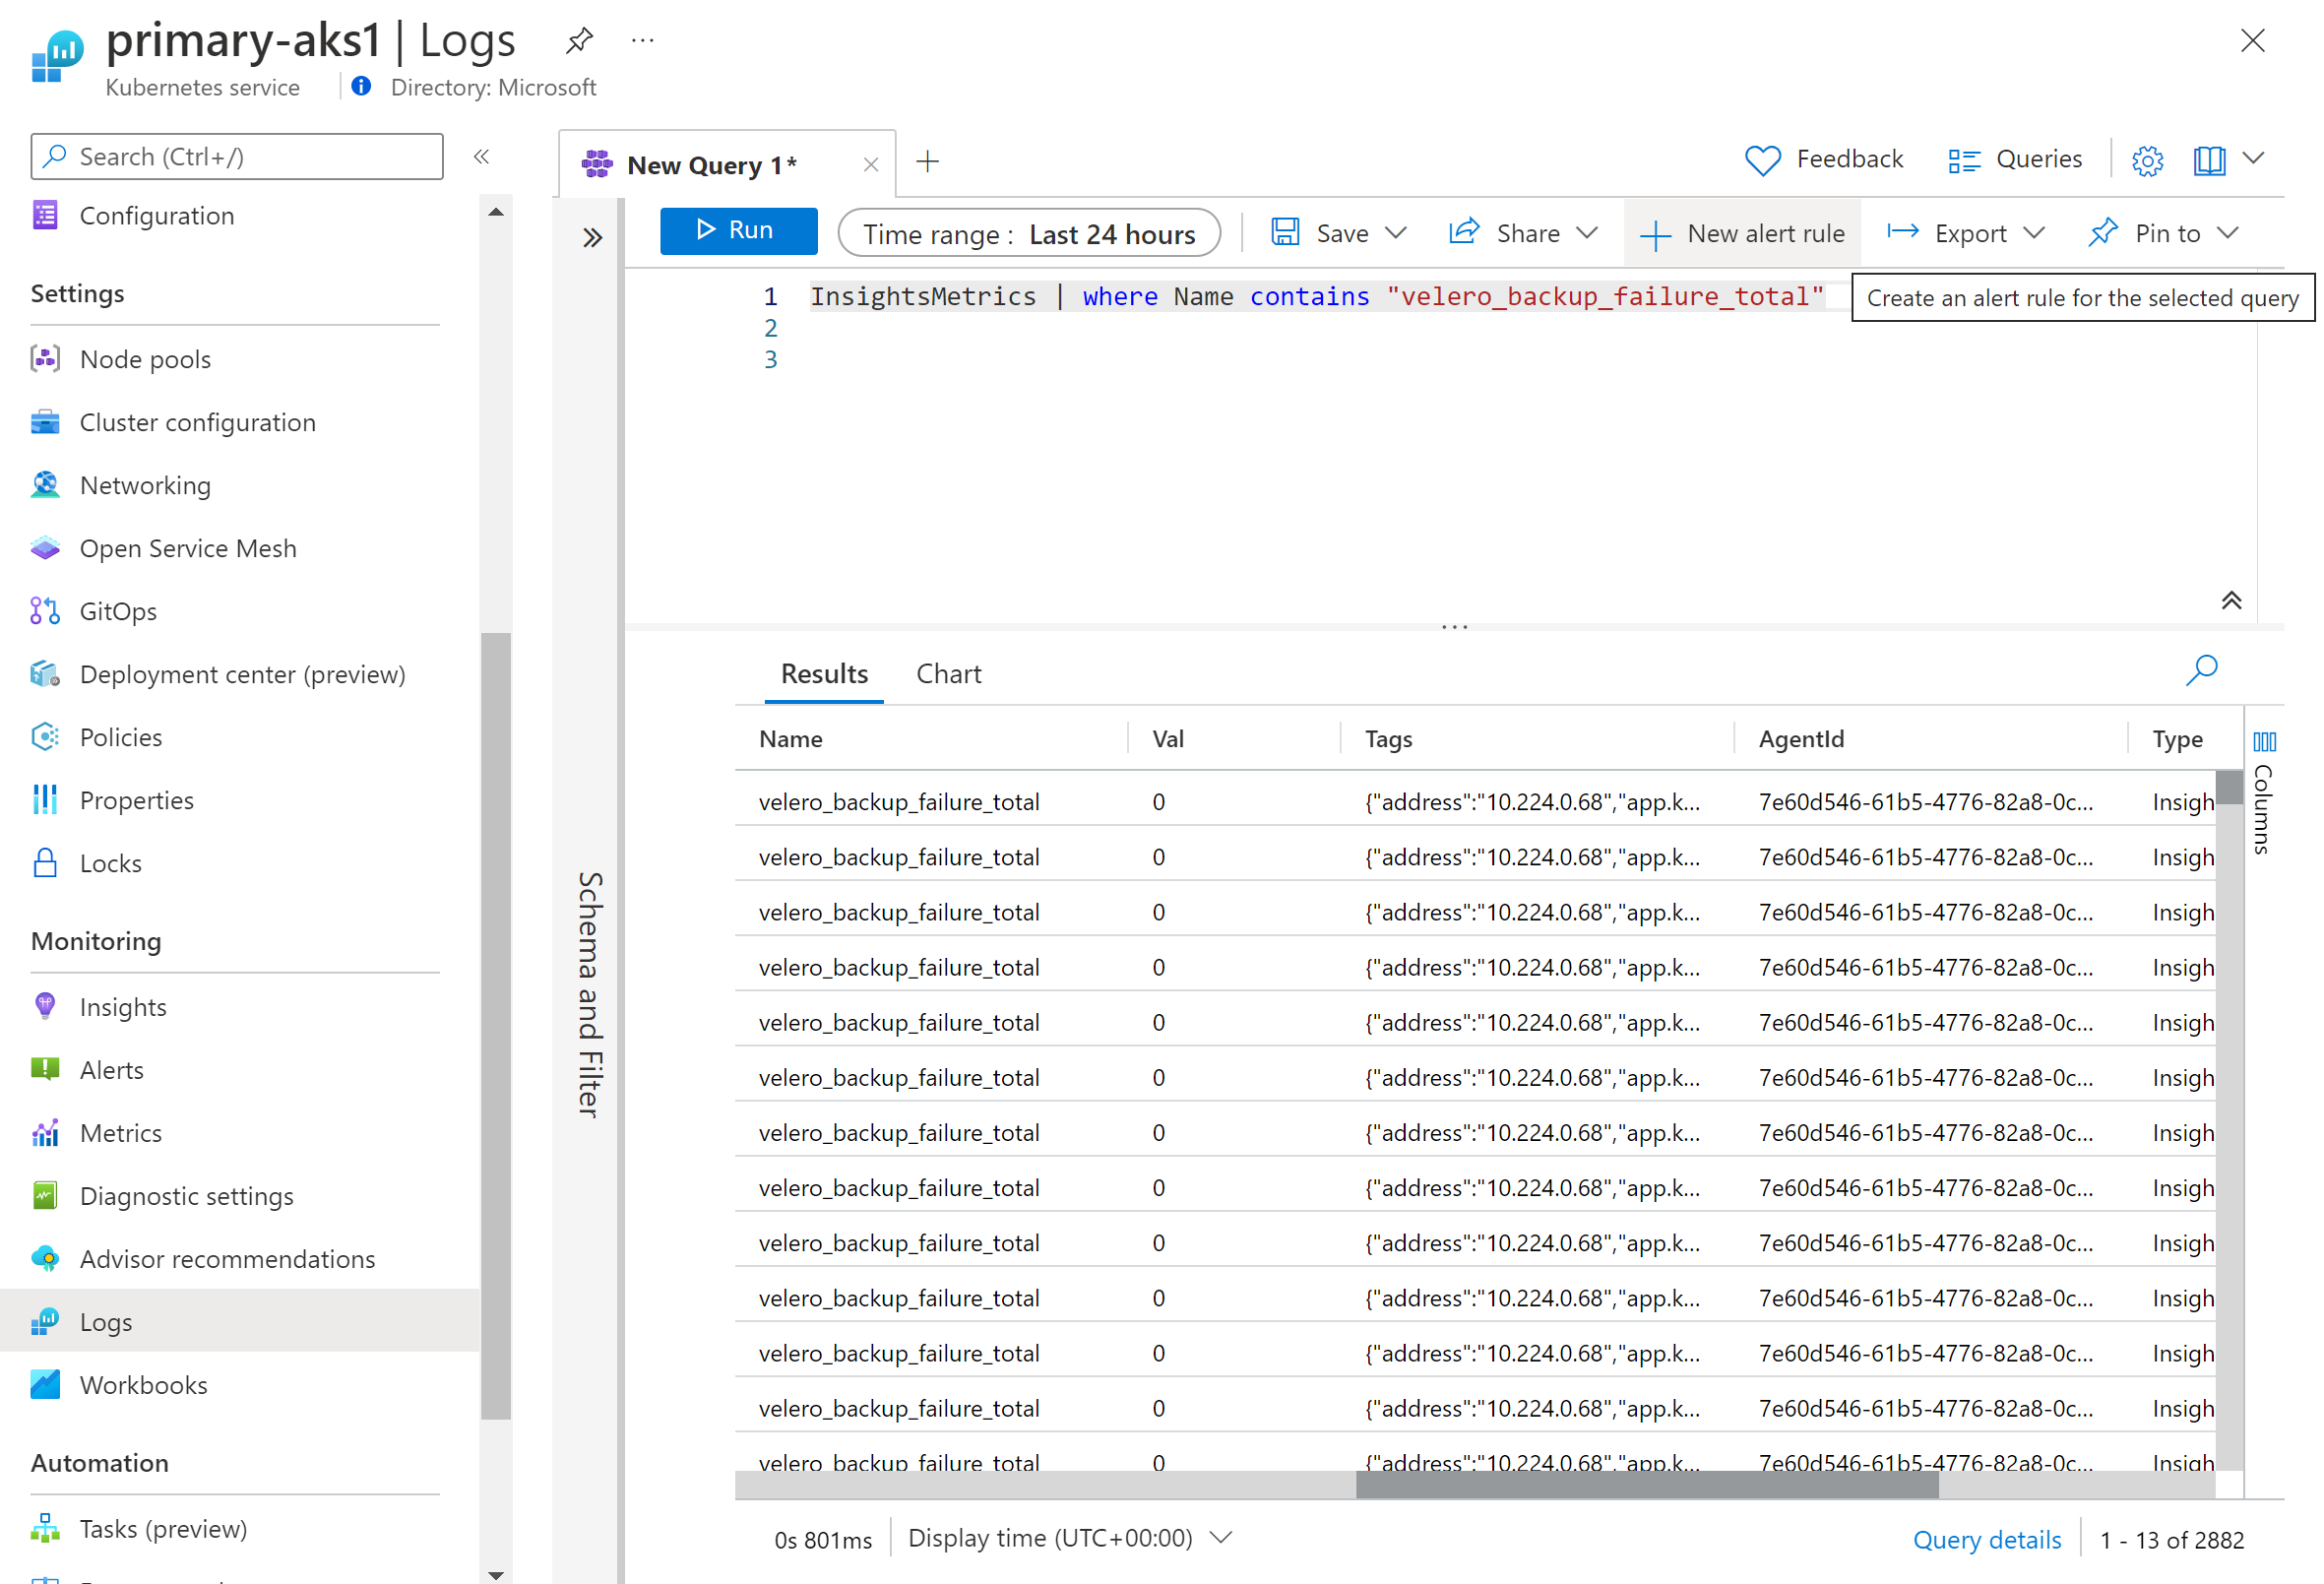 primary-aks1 | Logs
Kubernetes service
Directory: Microsoft
Search (Ctrl+/)
Configuration
Settings
Node pools
Cluster configuration
Networking
Open Service Mesh
GitOps
Deployment center (preview)
Policies
Properties
Locks
Monitoring
Insights
Alerts
Metrics
Diagnostic settings
Advisor recommendations
Logs
Workbooks
Automation
Tasks (preview)
New Query 1*
Feedback
Queries
Run
Time range : Last 24 hours
Save
Share
New alert rule
Export
Pin to
1 InsightsMetrics | where Name contains "velero_backup_failure_total"
2
3
Create an alert rule for the selected query
Schema and Filter
Results
Chart
Name Val Tags AgentId Type
velero_backup_failure_total 0 {"address":"10.224.0.68","app.k... 7e60d546-61b5-4776-82a8-0c... Insigh
velero_backup_failure_total 0 {"address":"10.224.0.68","app.k... 7e60d546-61b5-4776-82a8-0c... Insigh
velero_backup_failure_total 0 {"address":"10.224.0.68","app.k... 7e60d546-61b5-4776-82a8-0c... Insigh
velero_backup_failure_total 0 {"address":"10.224.0.68","app.k... 7e60d546-61b5-4776-82a8-0c... Insigh
velero_backup_failure_total 0 {"address":"10.224.0.68","app.k... 7e60d546-61b5-4776-82a8-0c... Insigh
velero_backup_failure_total 0 {"address":"10.224.0.68","app.k... 7e60d546-61b5-4776-82a8-0c... Insigh
velero_backup_failure_total 0 {"address":"10.224.0.68","app.k... 7e60d546-61b5-4776-82a8-0c... Insigh
velero_backup_failure_total 0 {"address":"10.224.0.68","app.k... 7e60d546-61b5-4776-82a8-0c... Insigh
velero_backup_failure_total 0 {"address":"10.224.0.68","app.k... 7e60d546-61b5-4776-82a8-0c... Insigh
velero_backup_failure_total 0 {"address":"10.224.0.68","app.k... 7e60d546-61b5-4776-82a8-0c... Insigh
velero_backup_failure_total 0 {"address":"10.224.0.68","app.k... 7e60d546-61b5-4776-82a8-0c... Insigh
velero_backup_failure_total 0 {"address":"10.224.0.68","app.k... 7e60d546-61b5-4776-82a8-0c... Insigh
velero_backup_failure_total 0 {"address":"10.224.0.68","app.k... 7e60d546-61b5-4776-82a8-0c... Insigh
Columns
0s 801ms
Display time (UTC+00:00)
Query details
1 - 13 of 2882